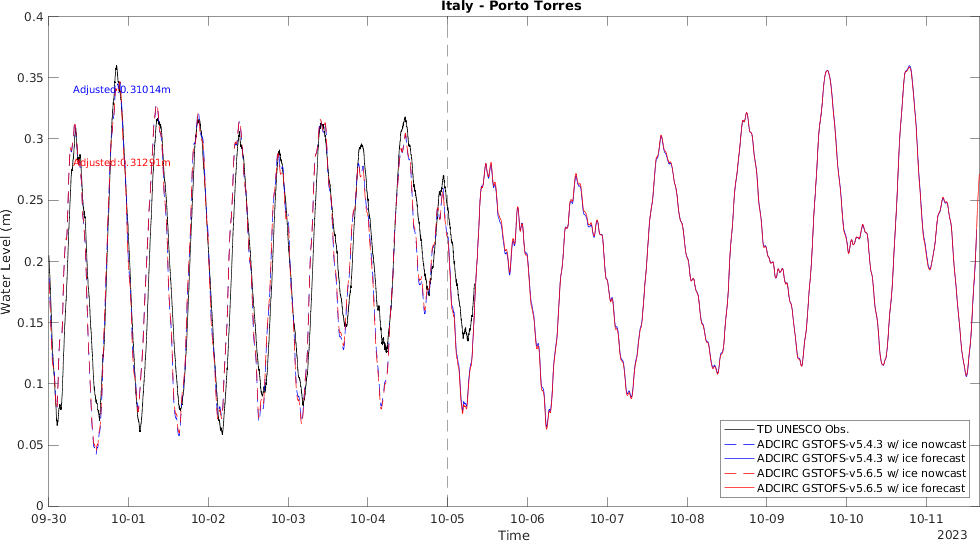 Italy - Porto Torres
Water Level (m)
0.4
0.35
0.3
0.25
0.2
0.15
0.1
0.05
0
Adjusted:0.31014m
Adjusted:0.31291m
TD UNESCO Obs.
ADCIRC GSTOFS-v5.4.3 w/ ice nowcast
ADCIRC GSTOFS-v5.4.3 w/ ice forecast
ADCIRC GSTOFS-v5.6.5 w/ ice nowcast
ADCIRC GSTOFS-v5.6.5 w/ ice forecast
09-30 10-01 10-02 10-03 10-04 10-05 10-06 10-07 10-08 10-09 10-10 10-11
Time
2023